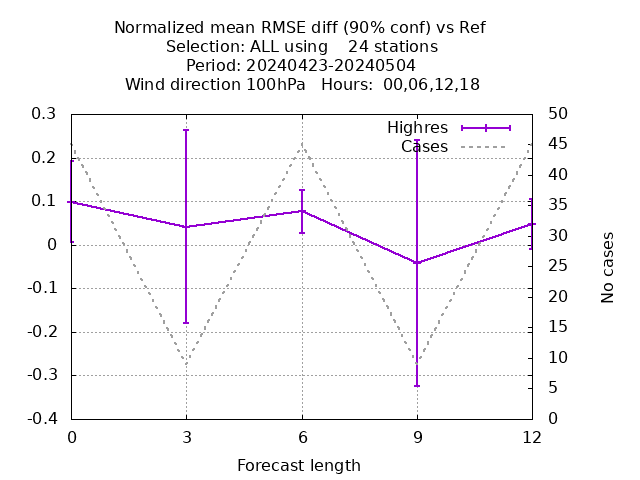 Normalized mean RMSE diff (90% conf) vs Ref
Selection: ALL using    24 stations
Period: 20240423-20240504
Wind direction 100hPa   Hours:  00,06,12,18
Highres
Cases
0.3
0.2
0.1
0
-0.1
-0.2
-0.3
-0.4
50
45
40
35
30
25
20
15
10
5
0
No cases
0 3 6 9 12
Forecast length